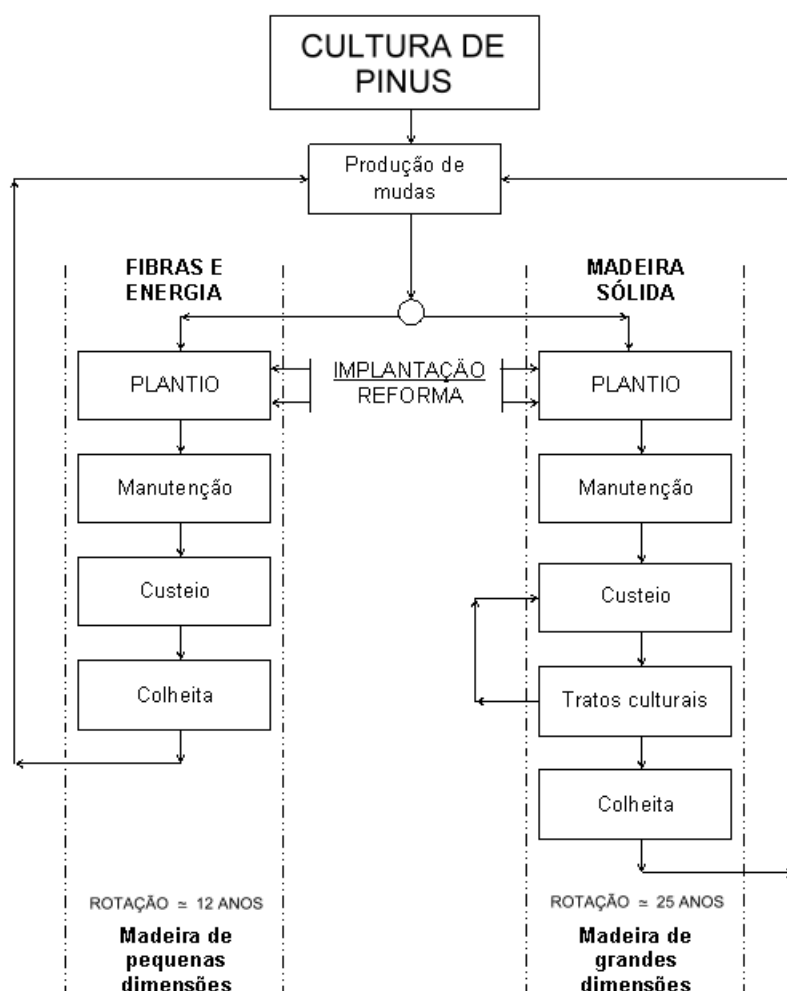 CULTURA DE
PINUS
Produção de
mudas
FIBRAS E
ENERGIA
MADEIRA
SÓLIDA
PLANTIO
IMPLANTAÇÃO
REFORMA
PLANTIO
Manutenção
Manutenção
Custeio
Custeio
Colheita
Tratos culturais
Colheita
ROTAÇÃO ≃ 12 ANOS
ROTAÇÃO ≃ 25 ANOS
Madeira de
pequenas
dimensões
Madeira de
grandes
dimensões